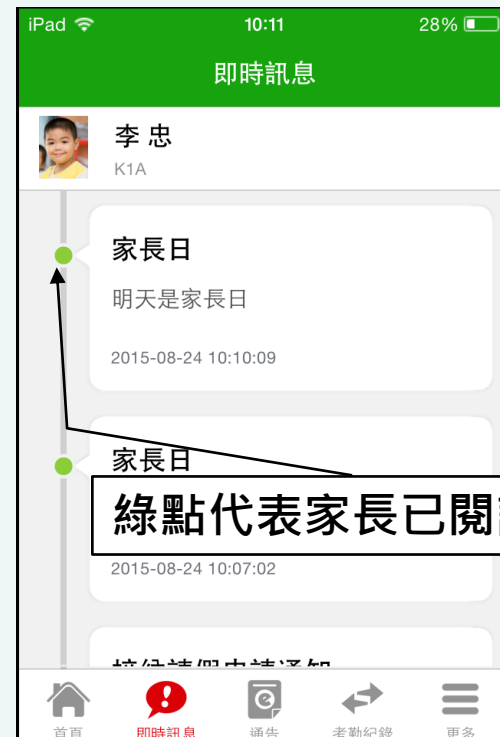 iPad 10:11 28%
即時訊息
李 忠
K1A
家長日
明天是家長日
2015-08-24 10:10:09
家長日
綠點代表家長已閱
2015-08-24 10:07:02
首頁 即時訊息 通告 考勤紀錄 更多